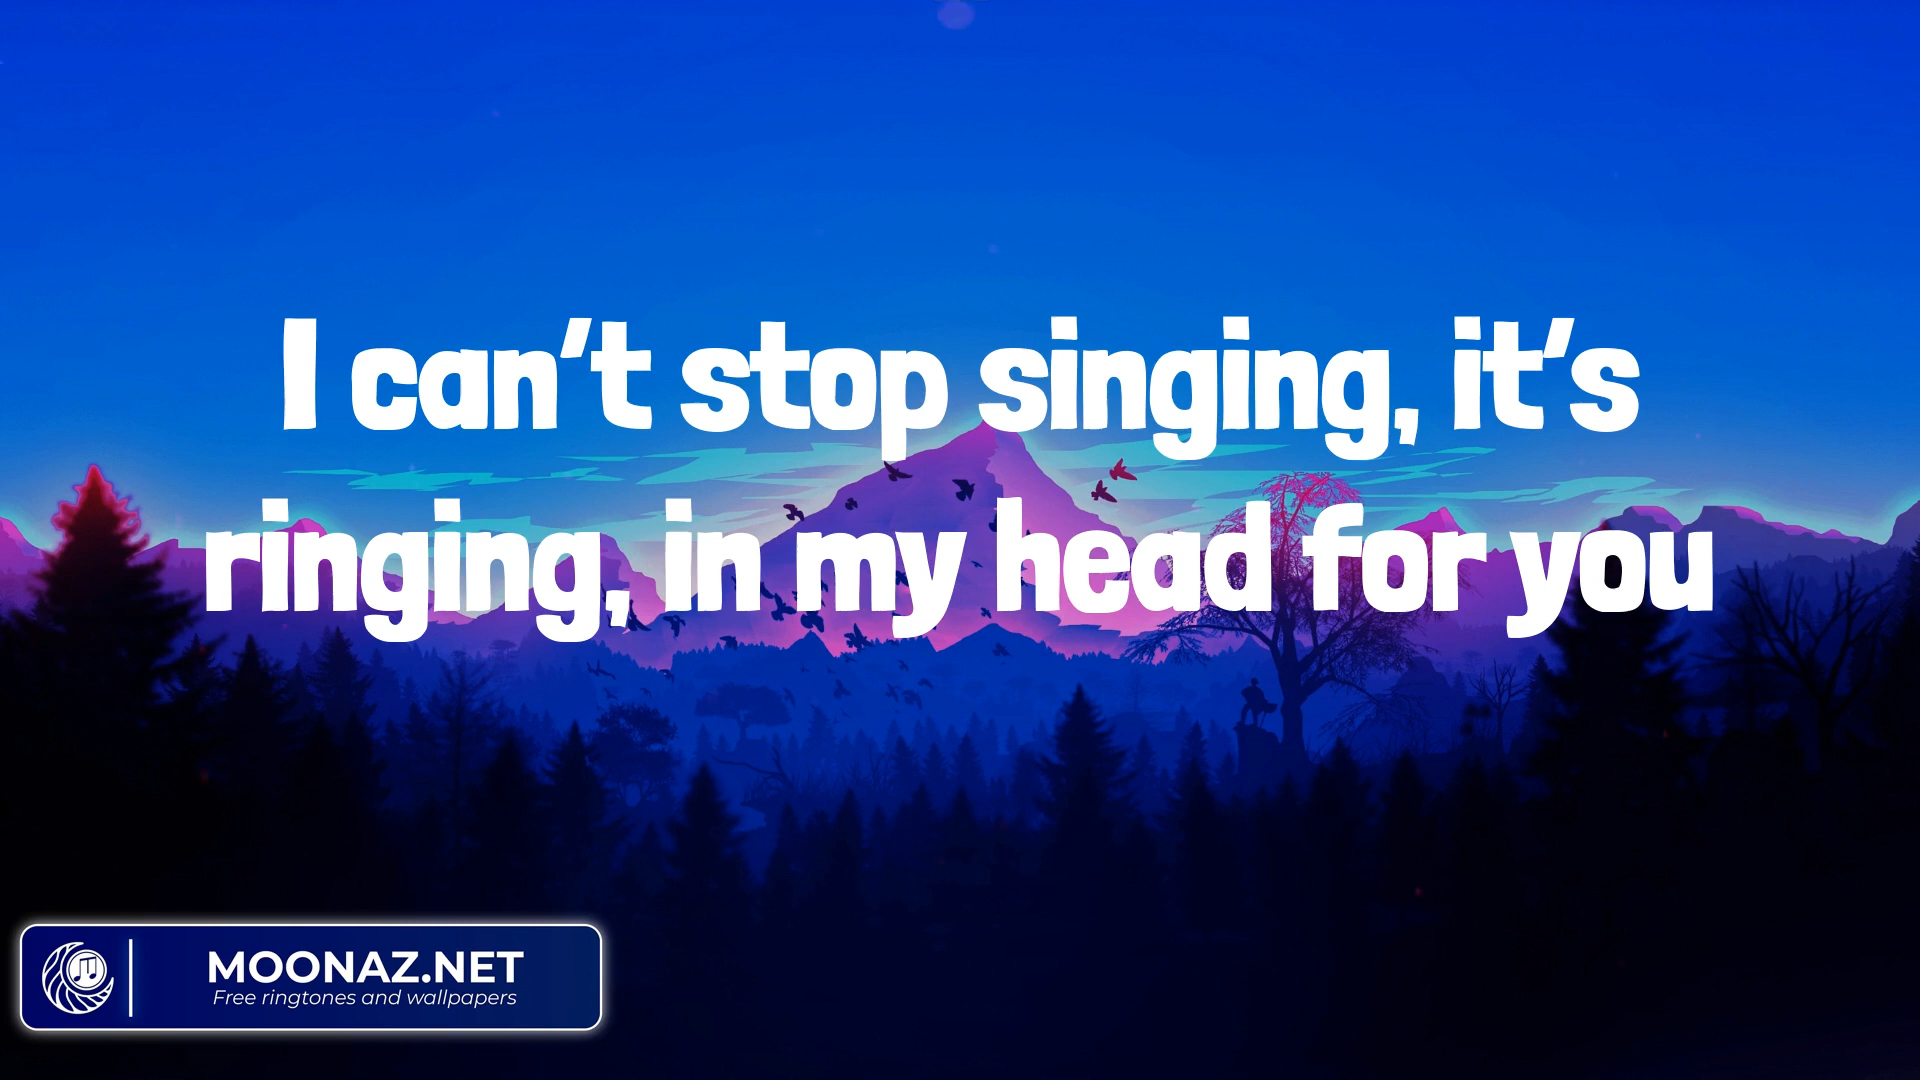 I can’t stop singing, it’s
ringing, in my head for you
MOONAZ.NET
Free ringtones and wallpapers